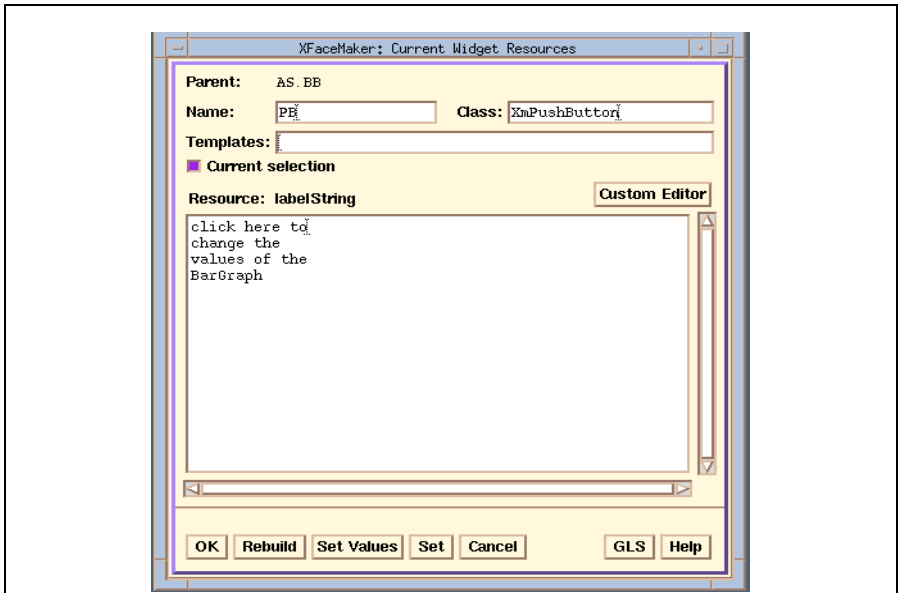 XFaceMaker: Current Widget Resources
Parent: AS.BB
Name: PB Class: XmPushButton
Templates:
Current selection
Resource: labelString Custom Editor
click here to
change the
values of the
BarGraph
OK Rebuild Set Values Set Cancel GLS Help